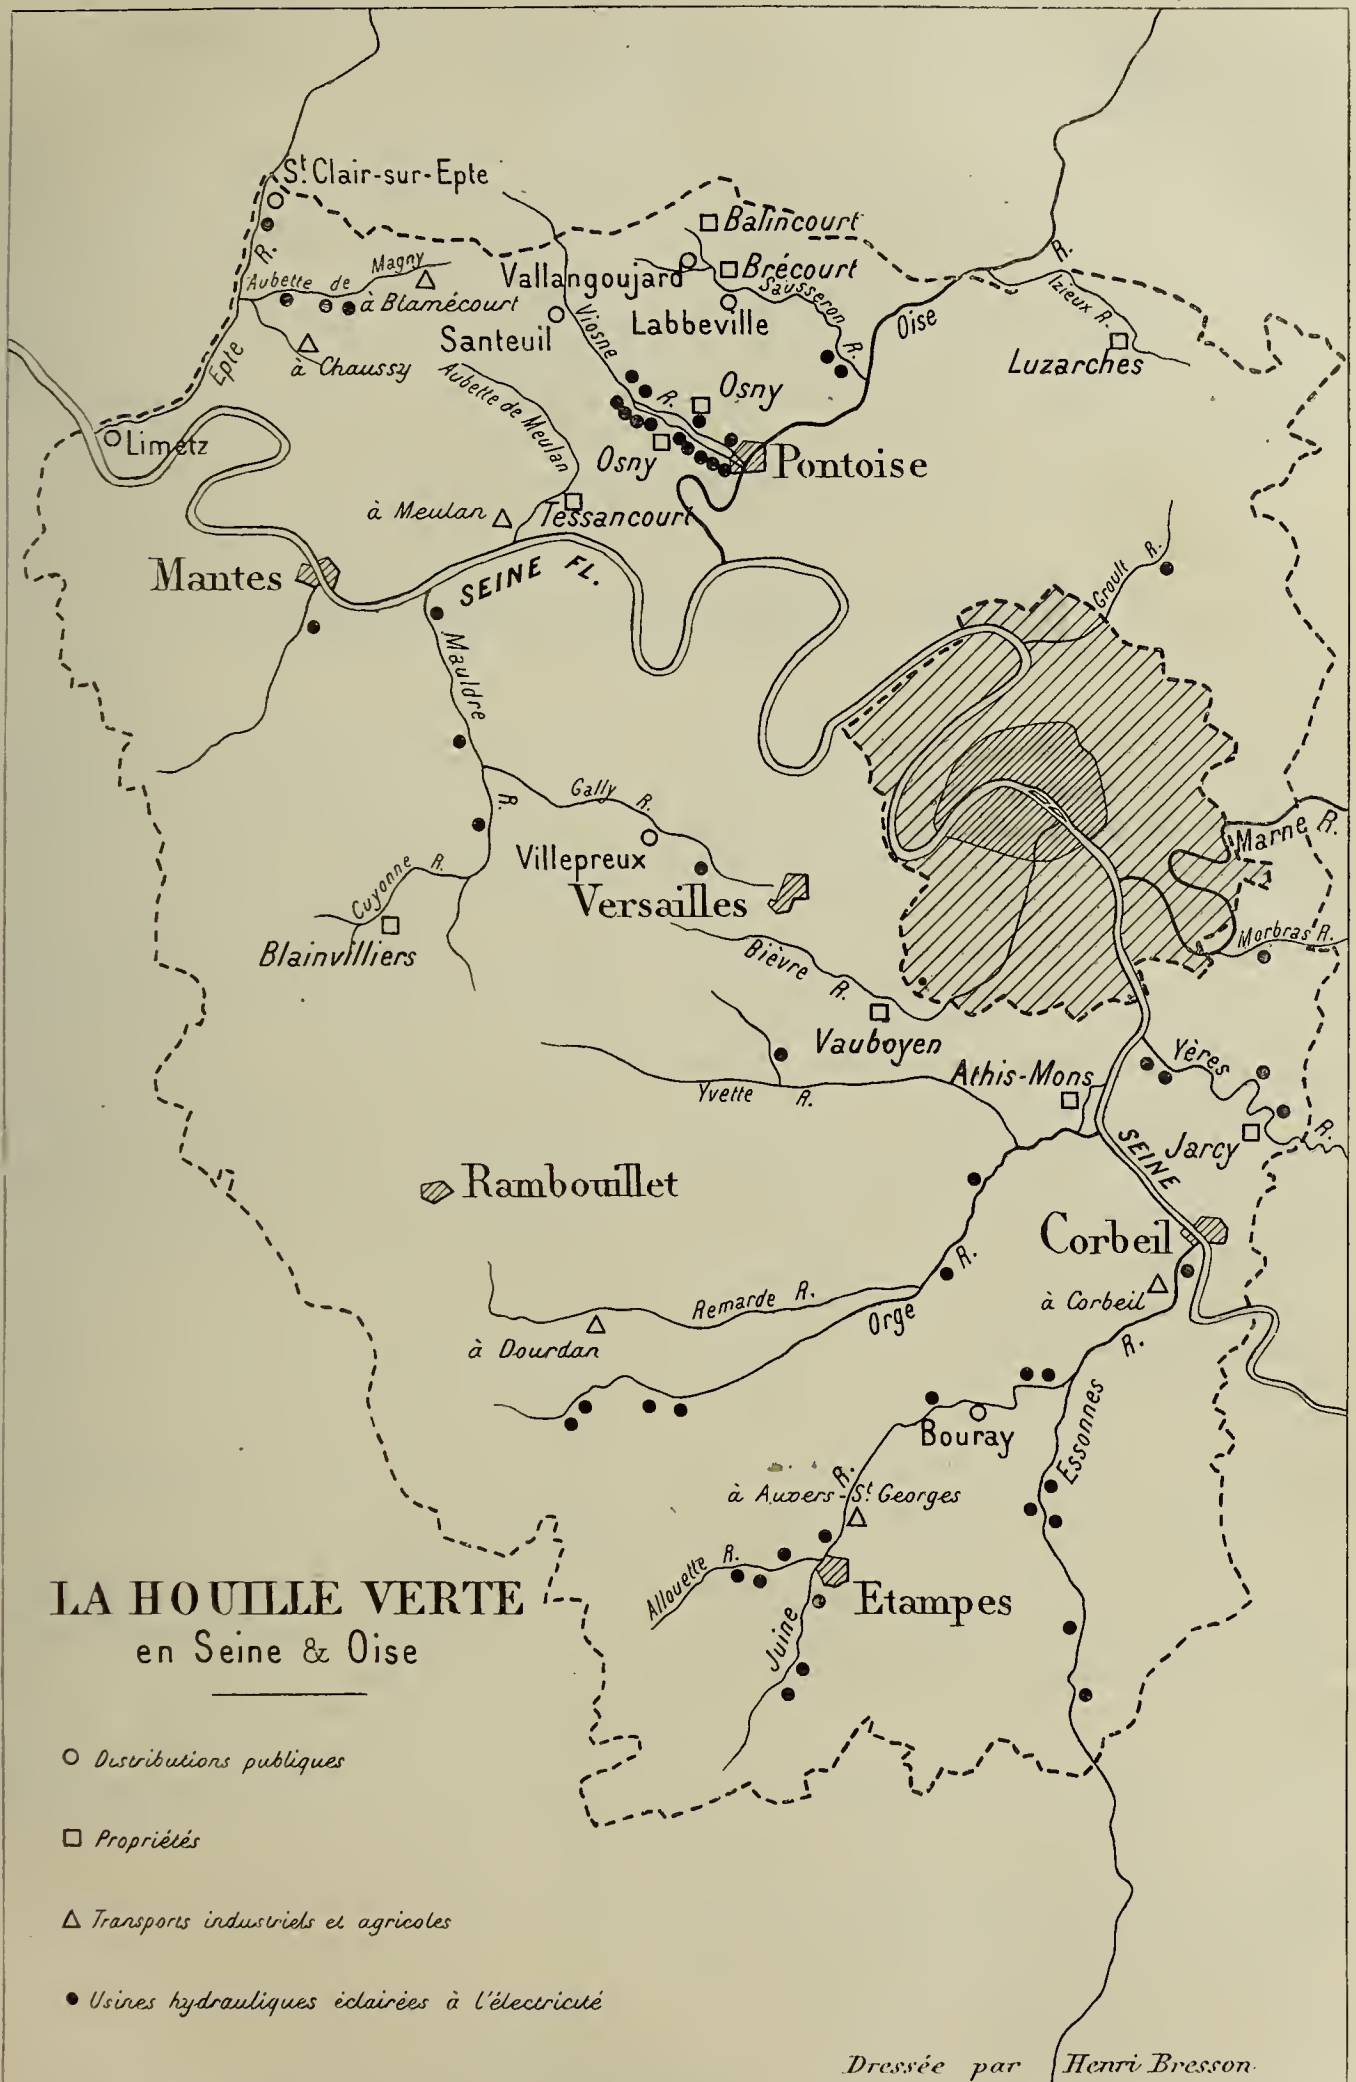 St. Clair-sur-Epte
R.
Aubette de Magny
à Blamécourt
à Chaussy
Epte
Limetz
Balincourt
Vallangoujard
Brécourt
Sausseron
R.
Labbeville
Santeuil
Viosne
R.
Oise
R.
Izieux R.
Luzarches
Aubette de Meulan
Osny
Osny
Pontoise
à Meulan
Tessancourt
Mantes
SEINE FL.
Groult R.
Mauldre
R.
Gally R.
Villepreux
Versailles
Cuyonne R.
Blainvilliers
Marne R.
Morbras R.
Bièvre R.
Vauboyen
Yvette R.
Athis-Mons
Yères
R.
Jarcy
SEINE
Rambouillet
Corbeil
à Corbeil
R.
Remarde R.
Orge
R.
à Dourdan
Bouray
Essonnes
R.
à Auvers-St. Georges
Allouette R.
Etampes
Juine
LA HOUILLE VERTE
en Seine & Oise
Distributions publiques
Propriétés
Transports industriels et agricoles
Usines hydrauliques éclairées à l'électricité
Dressée par Henri Bresson.